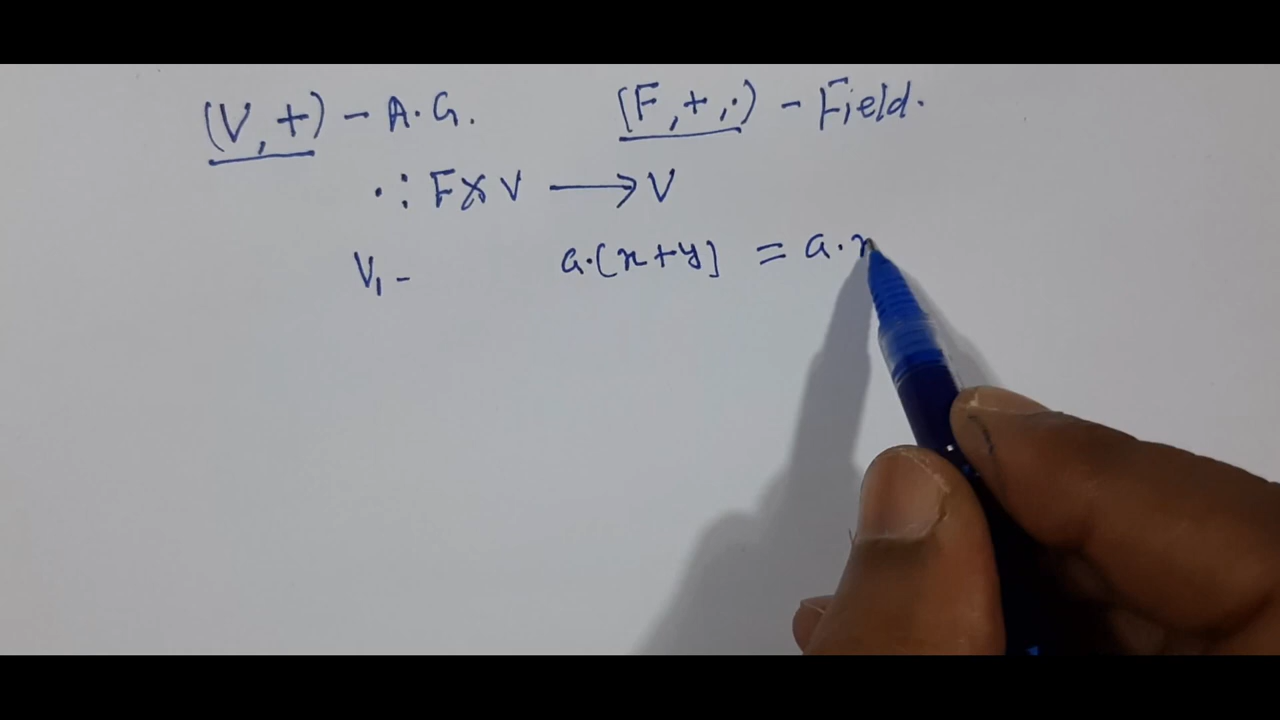 (V, +) - A.G. (F, +, ·) - Field.
· : F × V → V
V₁ - a·(x+y) = a·x